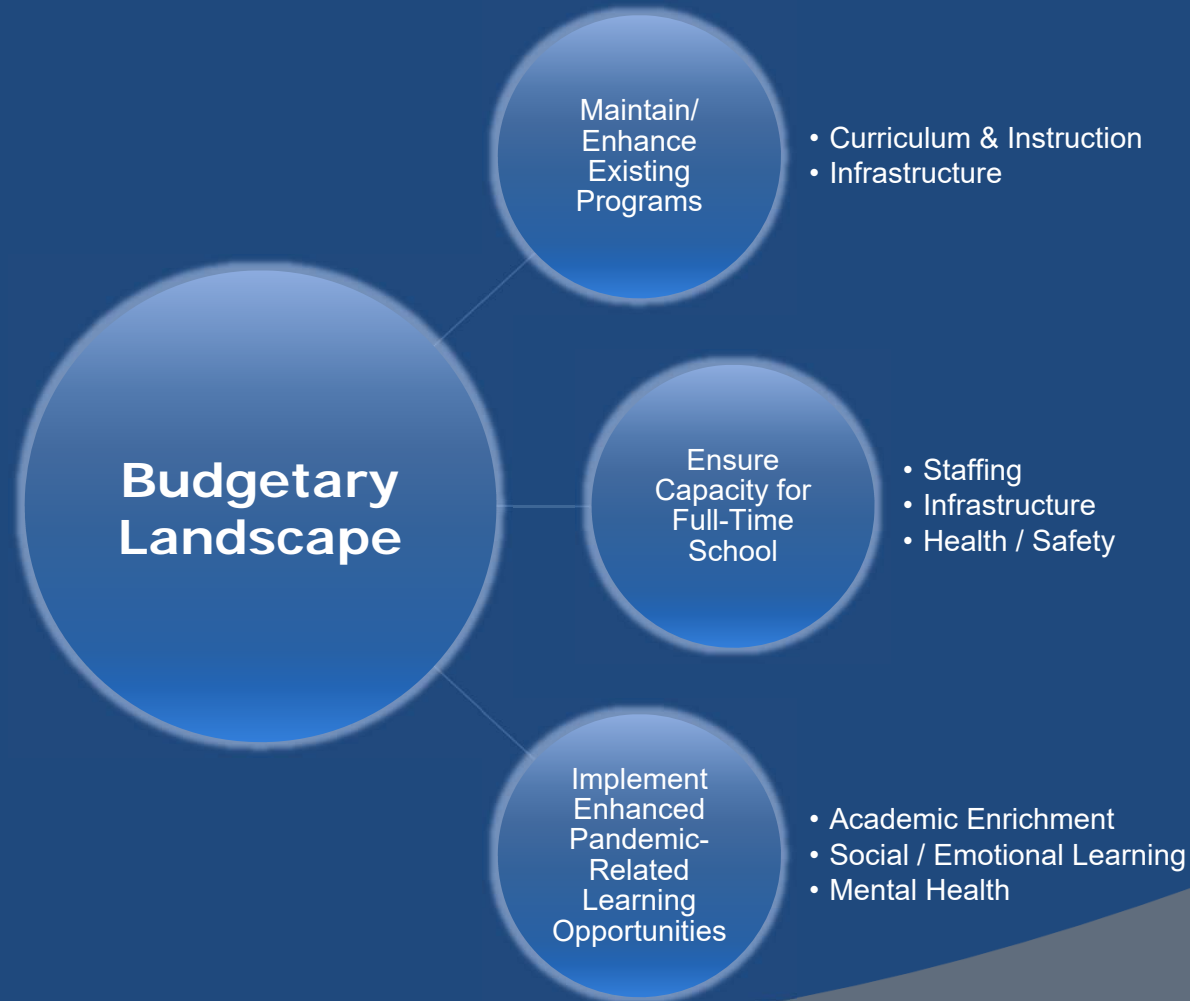 Budgetary
Landscape
Maintain/
Enhance
Existing
Programs
• Curriculum & Instruction
• Infrastructure
Ensure
Capacity for
Full-Time
School
• Staffing
• Infrastructure
• Health / Safety
Implement
Enhanced
Pandemic-
Related
Learning
Opportunities
• Academic Enrichment
• Social / Emotional Learning
• Mental Health